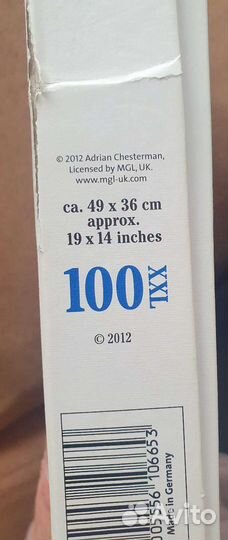 © 2012 Adrian Chesterman,
Licensed by MGL, UK.
www.mgl-uk.com
ca. 49 x 36 cm
approx.
19 x 14 inches
100 XXL
© 2012
Made in Germany
Avito